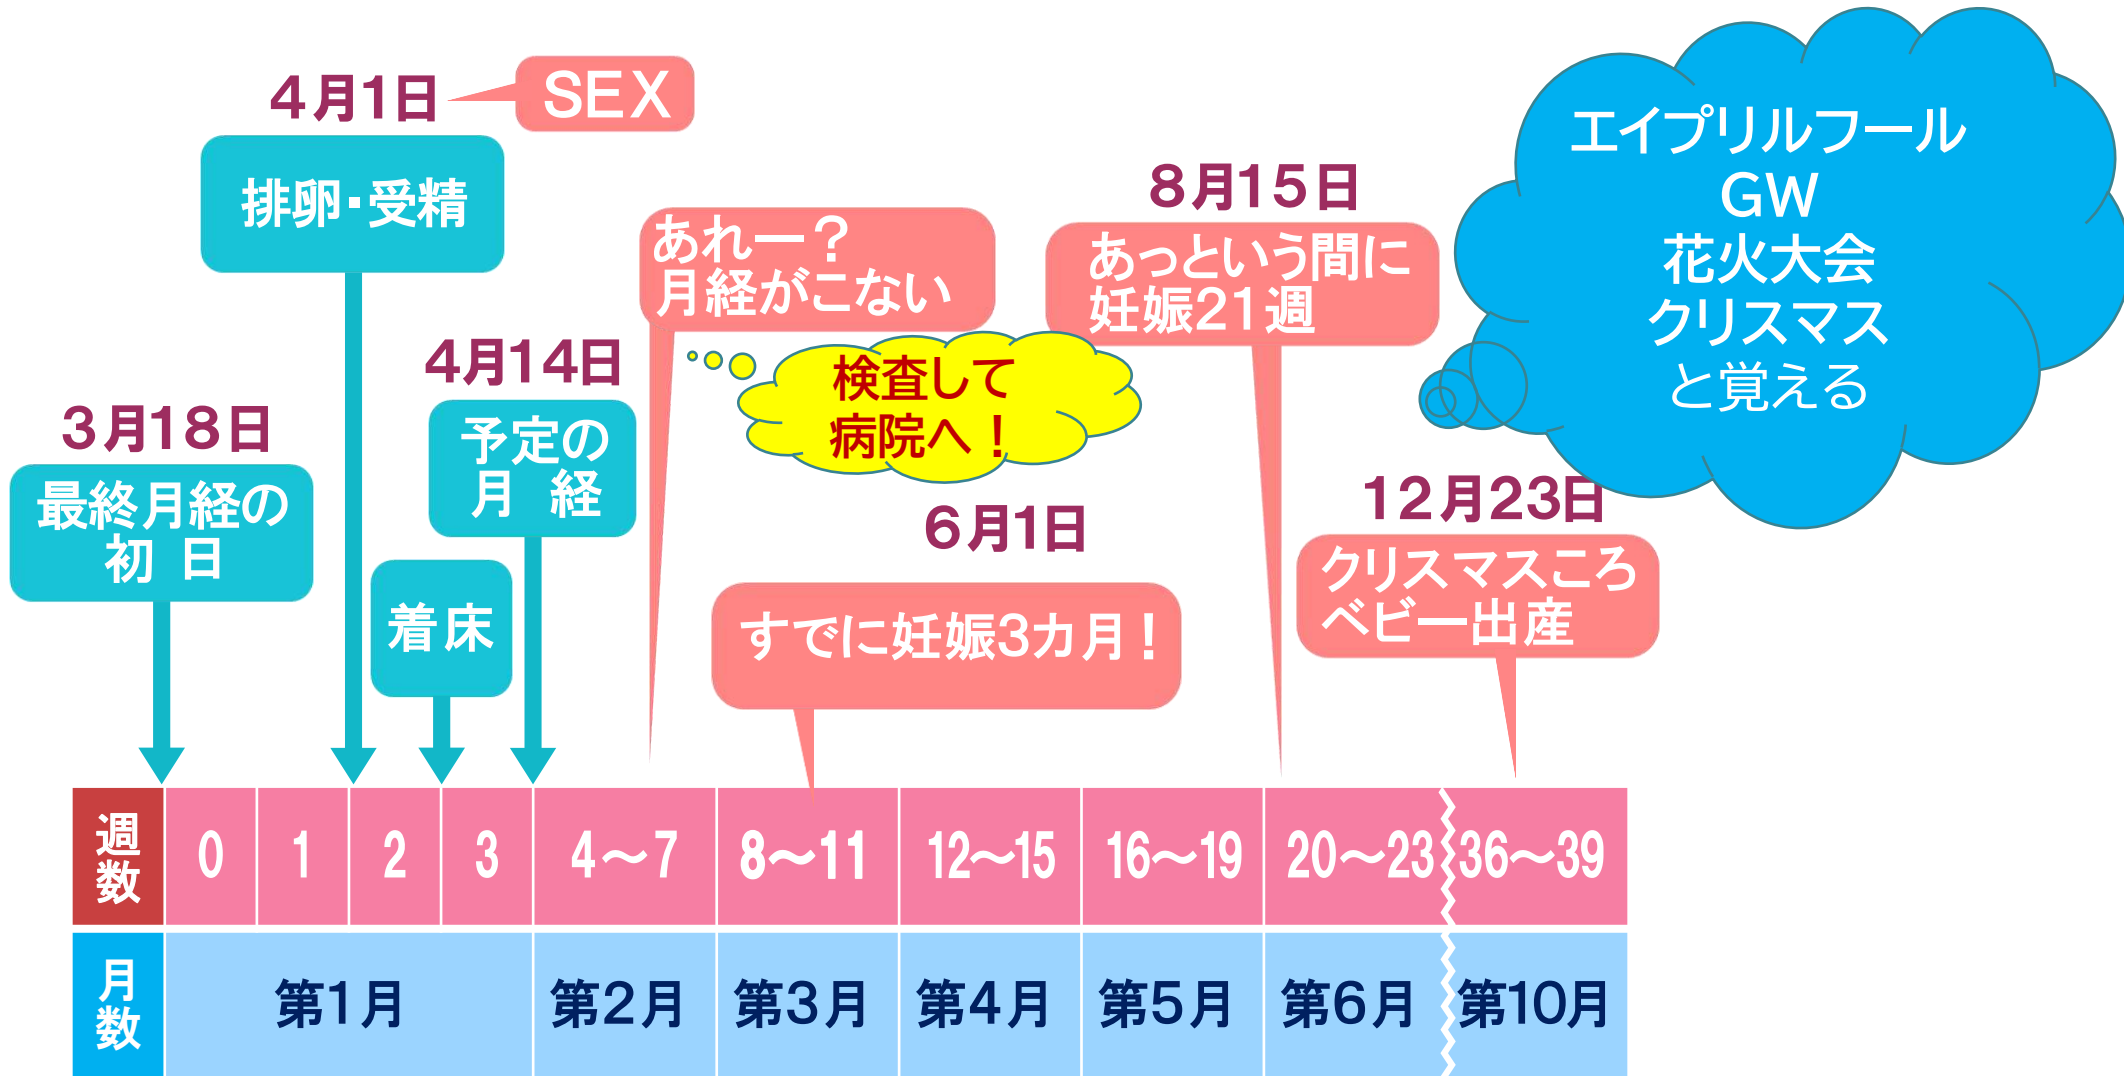 4月1日
SEX
排卵・受精
エイプリルフール
GW
花火大会
クリスマス
と覚える
8月15日
あっという間に
妊娠21週
あれー？
月経がこない
検査して
病院へ！
4月14日
予定の
月 経
3月18日
最終月経の
初 日
着床
6月1日
すでに妊娠3カ月！
12月23日
クリスマスころ
ベビー出産
週数 0 1 2 3 4～7 8～11 12～15 16～19 20～23 36～39
月数 第1月 第2月 第3月 第4月 第5月 第6月 第10月